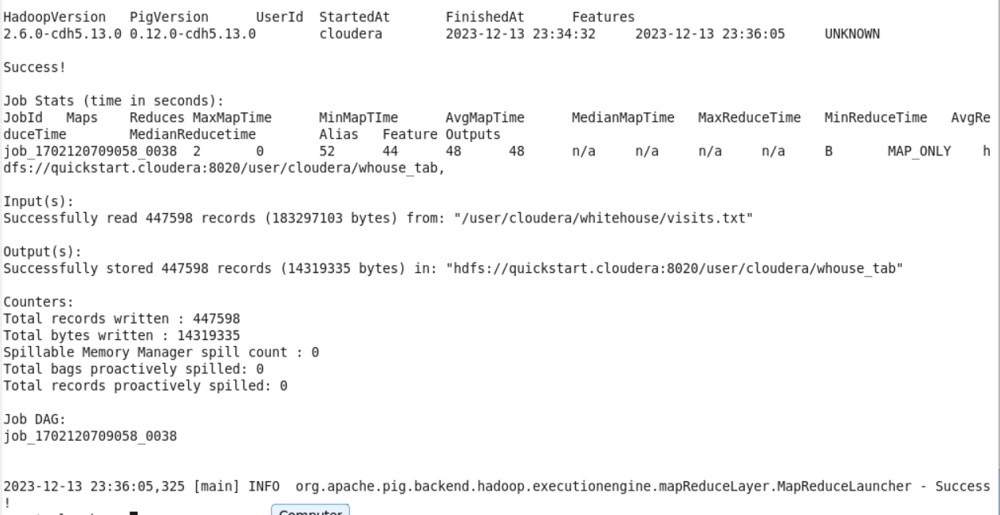 HadoopVersion PigVersion UserId StartedAt FinishedAt Features
2.6.0-cdh5.13.0 0.12.0-cdh5.13.0 cloudera 2023-12-13 23:34:32 2023-12-13 23:36:05 UNKNOWN
Success!
Job Stats (time in seconds):
JobId Maps Reduces MaxMapTime MinMapTIme AvgMapTime MedianMapTime MaxReduceTime MinReduceTime AvgRe
duceTime MedianReducetime Alias Feature Outputs
job_1702120709058_0038 2 0 52 44 48 48 n/a n/a n/a n/a B MAP_ONLY h
dfs://quickstart.cloudera:8020/user/cloudera/whouse_tab,
Input(s):
Successfully read 447598 records (183297103 bytes) from: "/user/cloudera/whitehouse/visits.txt"
Output(s):
Successfully stored 447598 records (14319335 bytes) in: "hdfs://quickstart.cloudera:8020/user/cloudera/whouse_tab"
Counters:
Total records written : 447598
Total bytes written : 14319335
Spillable Memory Manager spill count : 0
Total bags proactively spilled: 0
Total records proactively spilled: 0
Job DAG:
job_1702120709058_0038
2023-12-13 23:36:05,325 [main] INFO org.apache.pig.backend.hadoop.executionengine.mapReduceLayer.MapReduceLauncher - Success
!
Computer